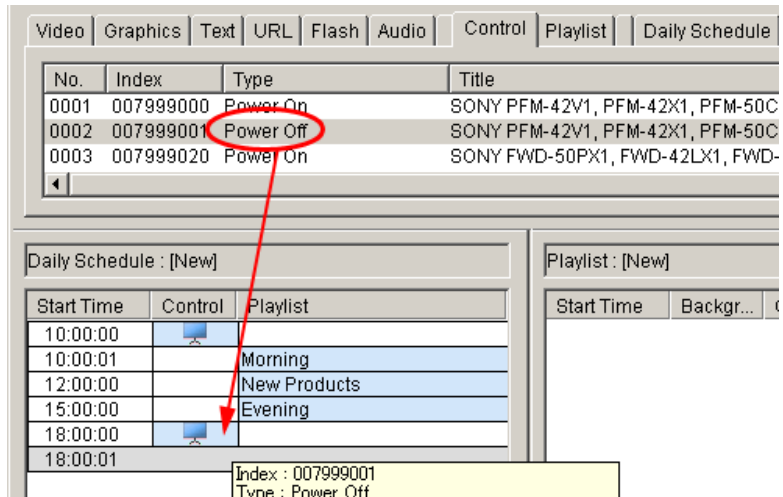 Video Graphics Text URL Flash Audio Control Playlist Daily Schedule
No. Index Type Title
0001 007999000 Power On SONY PFM-42V1, PFM-42X1, PFM-50C
0002 007999001 Power Off SONY PFM-42V1, PFM-42X1, PFM-50C
0003 007999020 Power On SONY FWD-50PX1, FWD-42LX1, FWD-
Daily Schedule : [New] Playlist : [New]
Start Time Control Playlist Start Time Backgr...
10:00:00
10:00:01 Morning
12:00:00 New Products
15:00:00 Evening
18:00:00
18:00:01
Index : 007999001
Type : Power Off